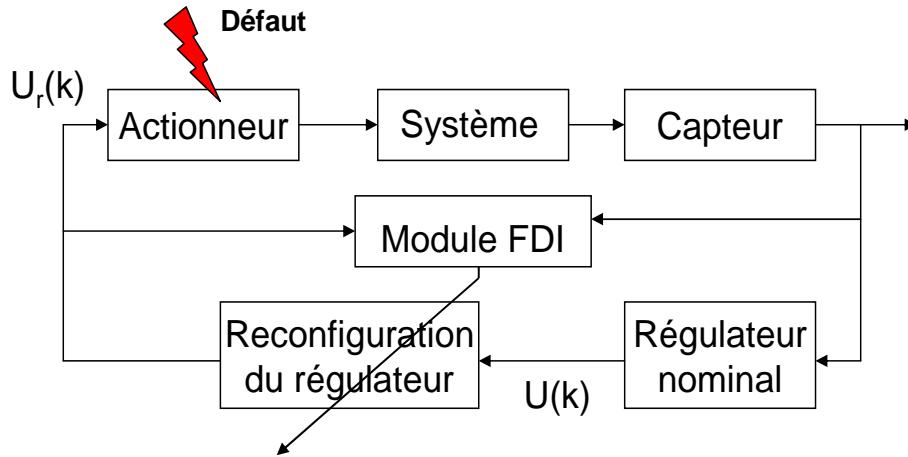 Défaut
U_r(k)
Actionneur
Système
Capteur
Module FDI
Reconfiguration
du régulateur
Régulateur
nominal
U(k)